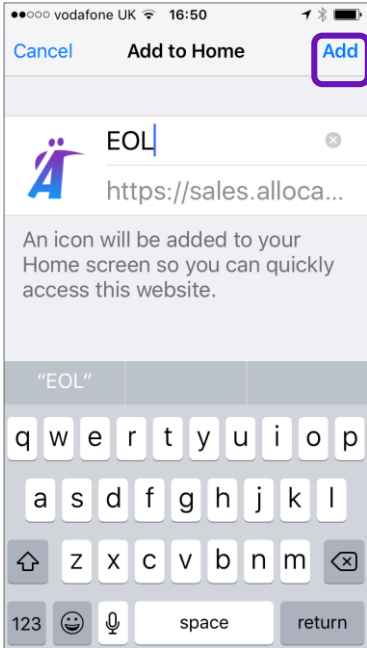 vodafone UK 16:50
Cancel Add to Home Add
EOL
https://sales.alloca...
An icon will be added to your
Home screen so you can quickly
access this website.
"EOL"
q w e r t y u i o p
a s d f g h j k l
z x c v b n m
123 space return